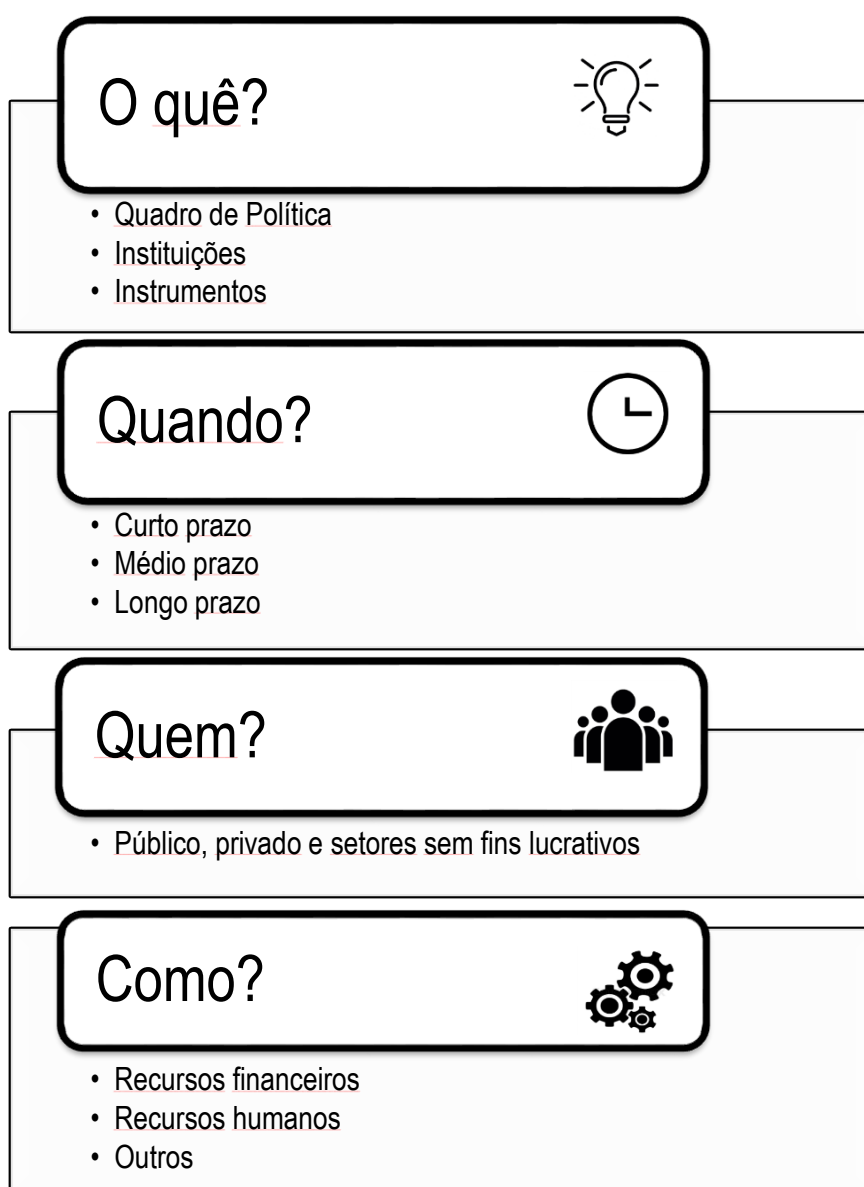 O quê?
• Quadro de Política
• Instituições
• Instrumentos
Quando?
• Curto prazo
• Médio prazo
• Longo prazo
Quem?
• Público, privado e setores sem fins lucrativos
Como?
• Recursos financeiros
• Recursos humanos
• Outros